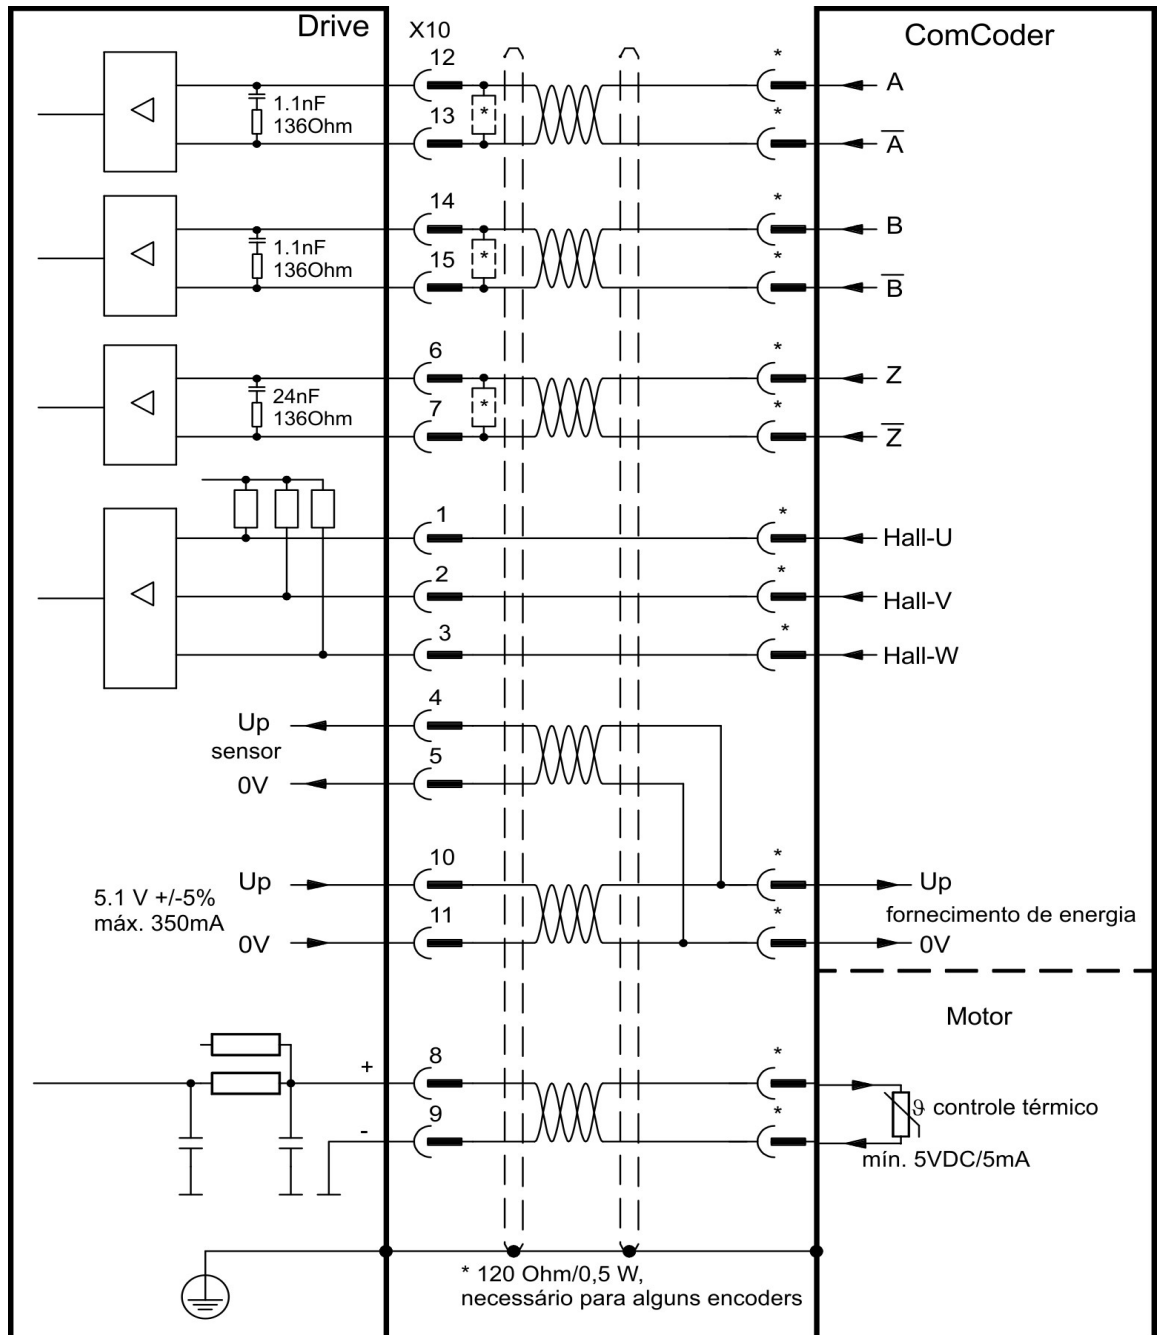 Drive
X10
ComCoder
12
*
A
1.1nF
*
136Ohm
13
*
A
14
*
B
1.1nF
*
136Ohm
15
*
B
6
*
Z
24nF
*
136Ohm
7
*
Z
1
*
Hall-U
2
*
Hall-V
3
*
Hall-W
Up
4
sensor
0V
5
5.1 V +/-5%
máx. 350mA
Up
10
*
Up
fornecimento de energia
0V
11
*
0V
Motor
+
8
*
ϑ controle térmico
-
9
*
mín. 5VDC/5mA
* 120 Ohm/0,5 W,
necessário para alguns encoders